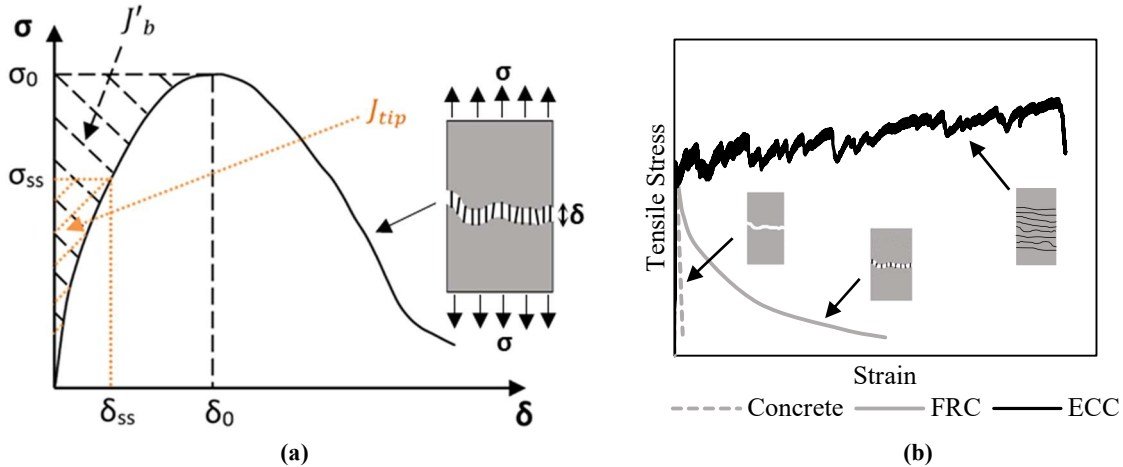 σ
J'b
σ0
Jtip
σss
σ
δ
σ
δss
δ0
δ
(a)
Tensile Stress
Strain
Concrete
FRC
ECC
(b)